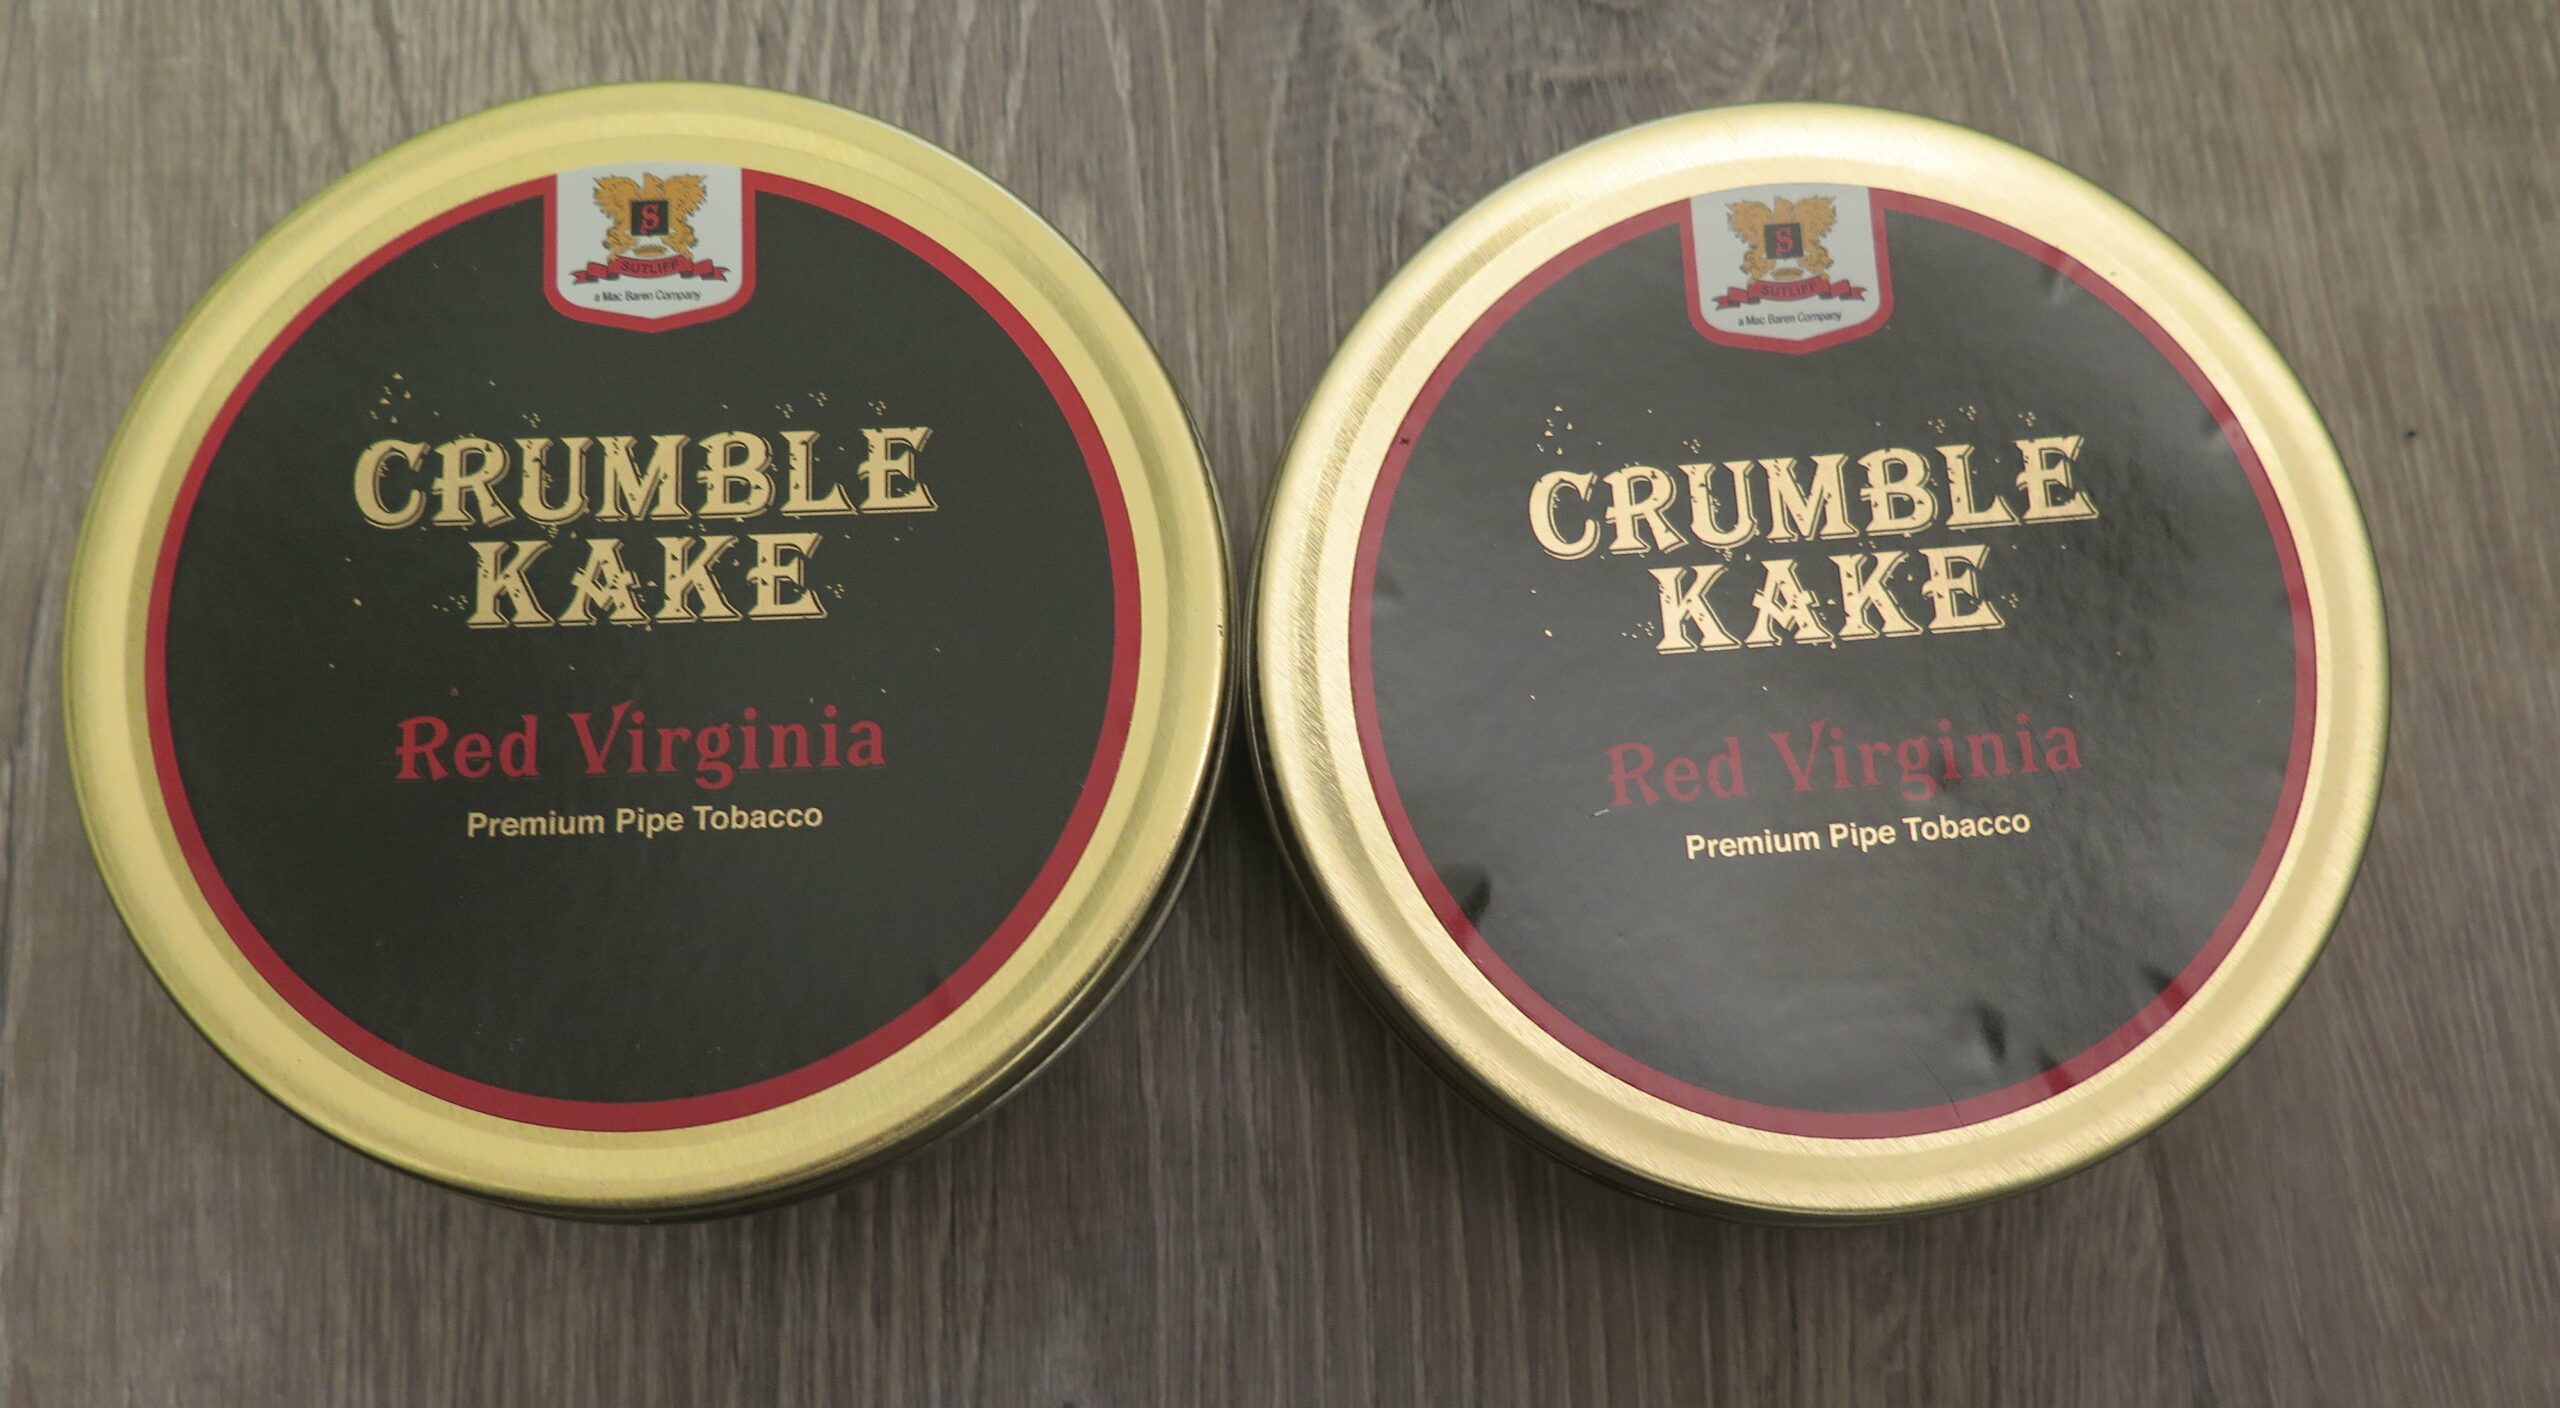 S
SUTLIFF
a Mac Baren Company
CRUMBLE
KAKE
Red Virginia
Premium Pipe Tobacco
S
SUTLIFF
a Mac Baren Company
CRUMBLE
KAKE
Red Virginia
Premium Pipe Tobacco